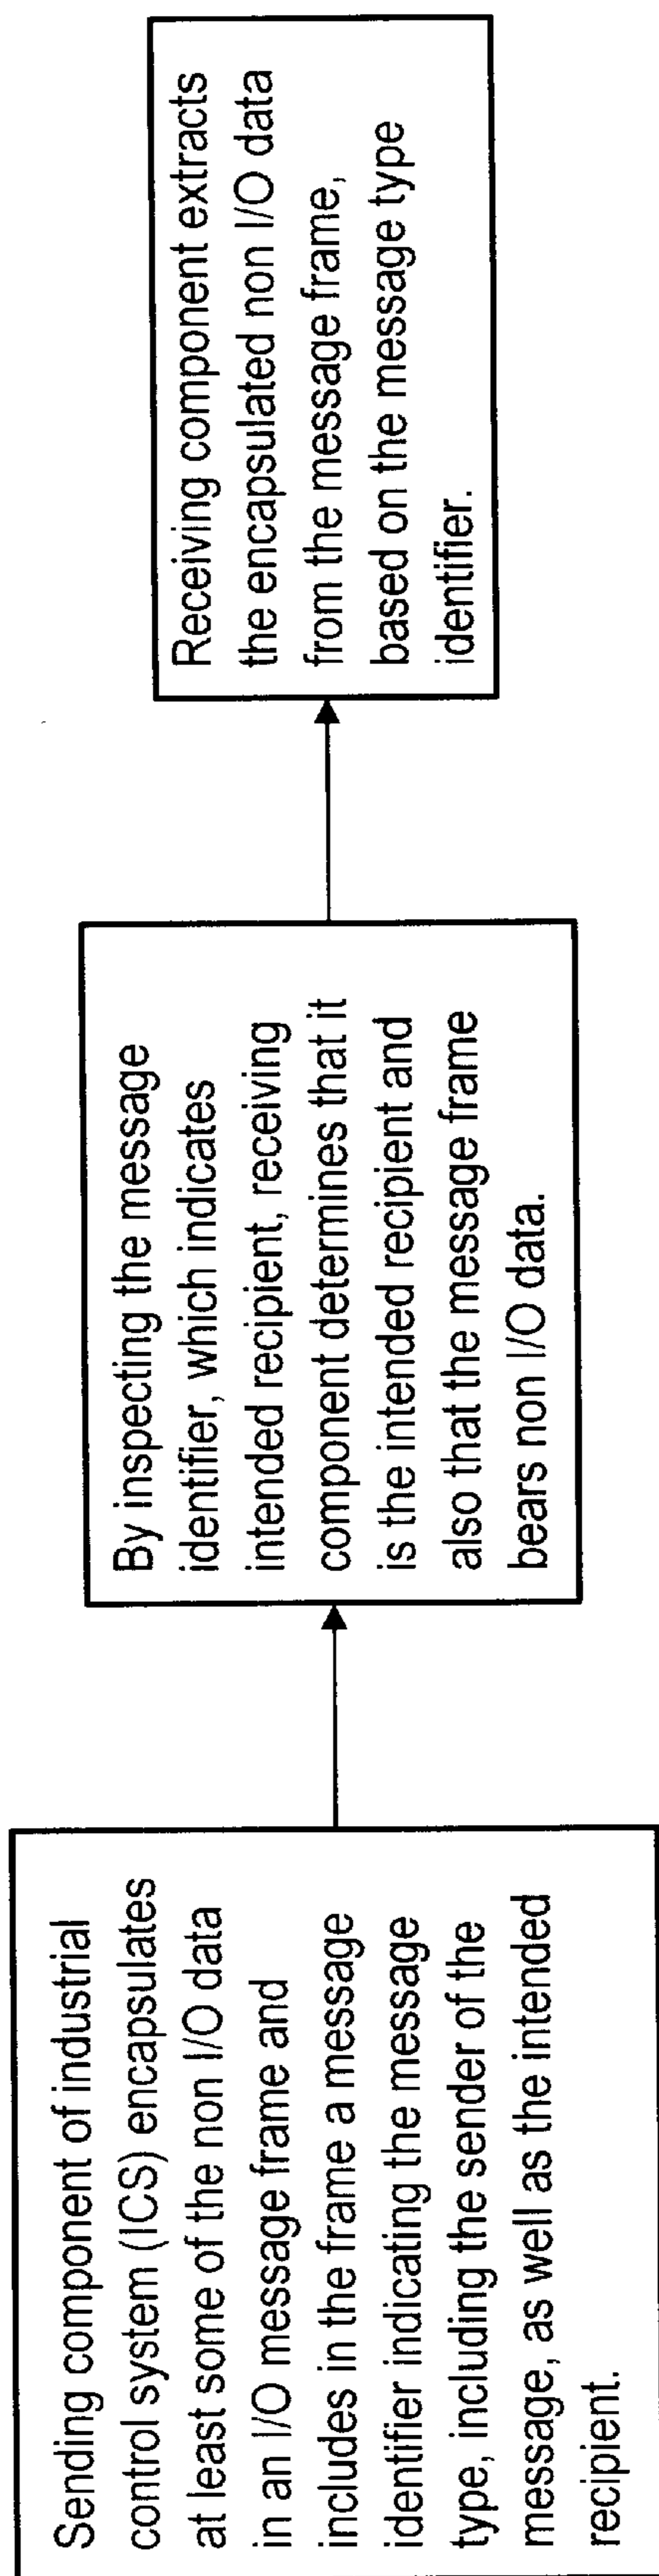 Sending component of industrial
control system (ICS) encapsulates
at least some of the non I/O data
in an I/O message frame and
includes in the frame a message
identifier indicating the message
type, including the sender of the
message, as well as the intended
recipient.
By inspecting the message
identifier, which indicates
intended recipient, receiving
component determines that it
is the intended recipient and
also that the message frame
bears non I/O data.
Receiving component extracts
the encapsulated non I/O data
from the message frame,
based on the message type
identifier.